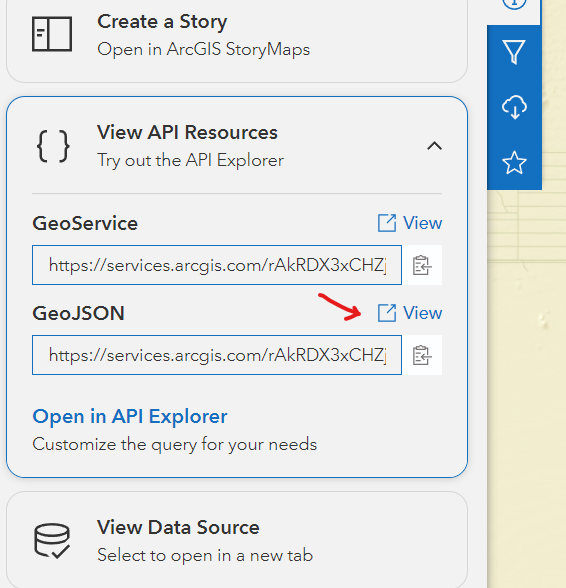 Create a Story
Open in ArcGIS StoryMaps
View API Resources
Try out the API Explorer
GeoService
View
https://services.arcgis.com/rAkRDX3xCHZj
GeoJSON
View
https://services.arcgis.com/rAkRDX3xCHZj
Open in API Explorer
Customize the query for your needs
View Data Source
Select to open in a new tab